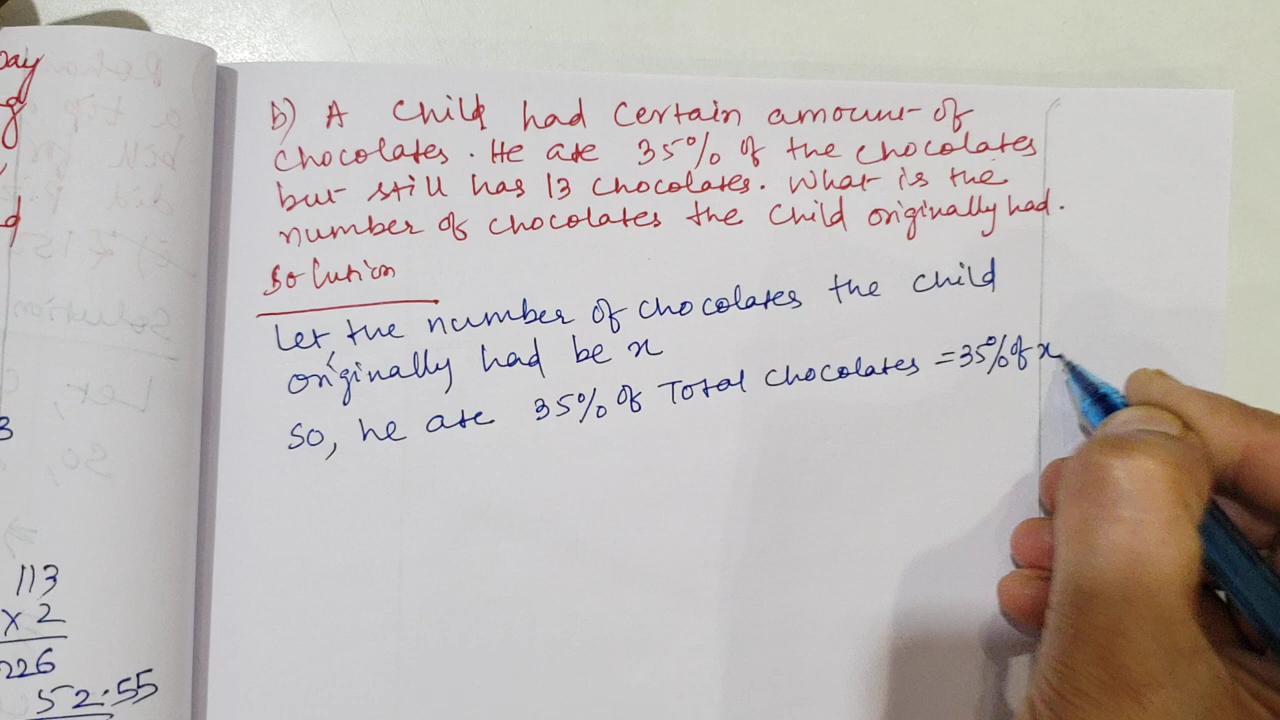 pay
g
d
3
113
x 2
226
52.55
b) A Child had certain amount of
chocolates. He ate 35% of the chocolates
but still has 13 chocolates. What is the
number of chocolates the child originally had.
Solution
Let the number of chocolates the child
originally had be x
So, he ate 35% of Total chocolates = 35% of x